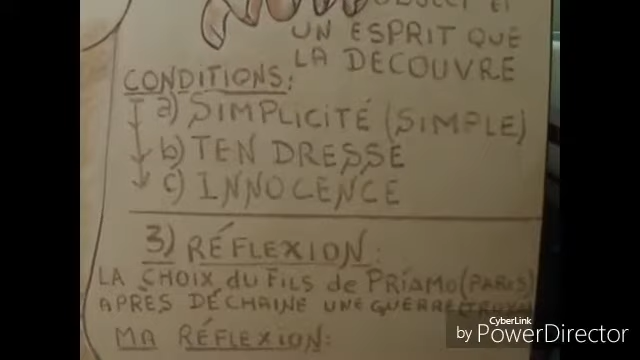 UN ESPRIT QUE
LA DECOUVRE
CONDITIONS:
a) SIMPLICITÉ (SIMPLE)
b) TENDRESSE
c) INNOCENCE
3) RÉFLEXION:
LA CHOIX du FILS de PRIAMO (PARIS)
APRÈS DÉCHAINE UNE GUERRE
MA RÉFLEXION:
CyberLink
by PowerDirector